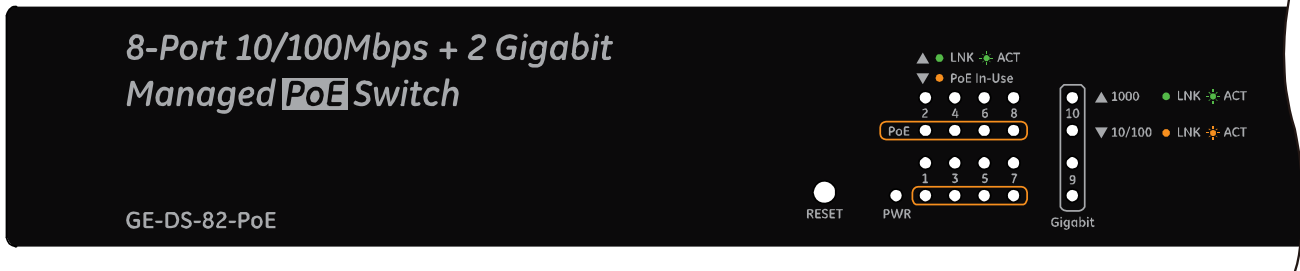 8-Port 10/100Mbps + 2 Gigabit
Managed PoE Switch
▲ LNK ACT
▼ PoE In-Use
2 4 6 8
PoE
1 3 5 7
RESET
PWR
10
9
Gigabit
▲ 1000 LNK ACT
▼ 10/100 LNK ACT
GE-DS-82-PoE